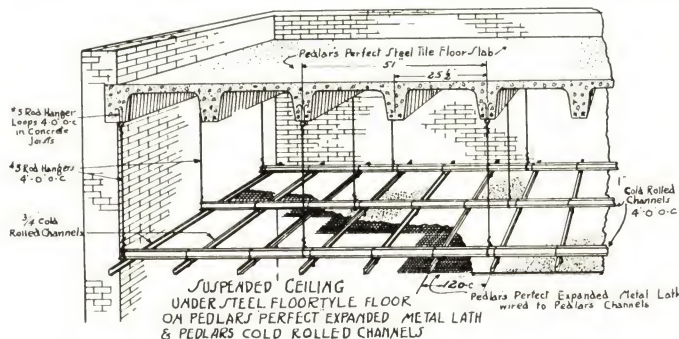 Pedlar's Perfect Steel Tile Floor Slab
51"
25½
#3 Rod Hanger
Loops 4'-0" O-C
in Concrete
Joists
#3 Rod Hangers
4'-0" O-C
3/4 Cold
Rolled Channels
1"
Cold Rolled
Channels
4'-0" O-C
12 O-C
Pedlars Perfect Expanded Metal Lath
wired to Pedlars Channels
SUSPENDED CEILING
UNDER STEEL FLOORTYLE FLOOR
ON PEDLARS PERFECT EXPANDED METAL LATH
& PEDLARS COLD ROLLED CHANNELS